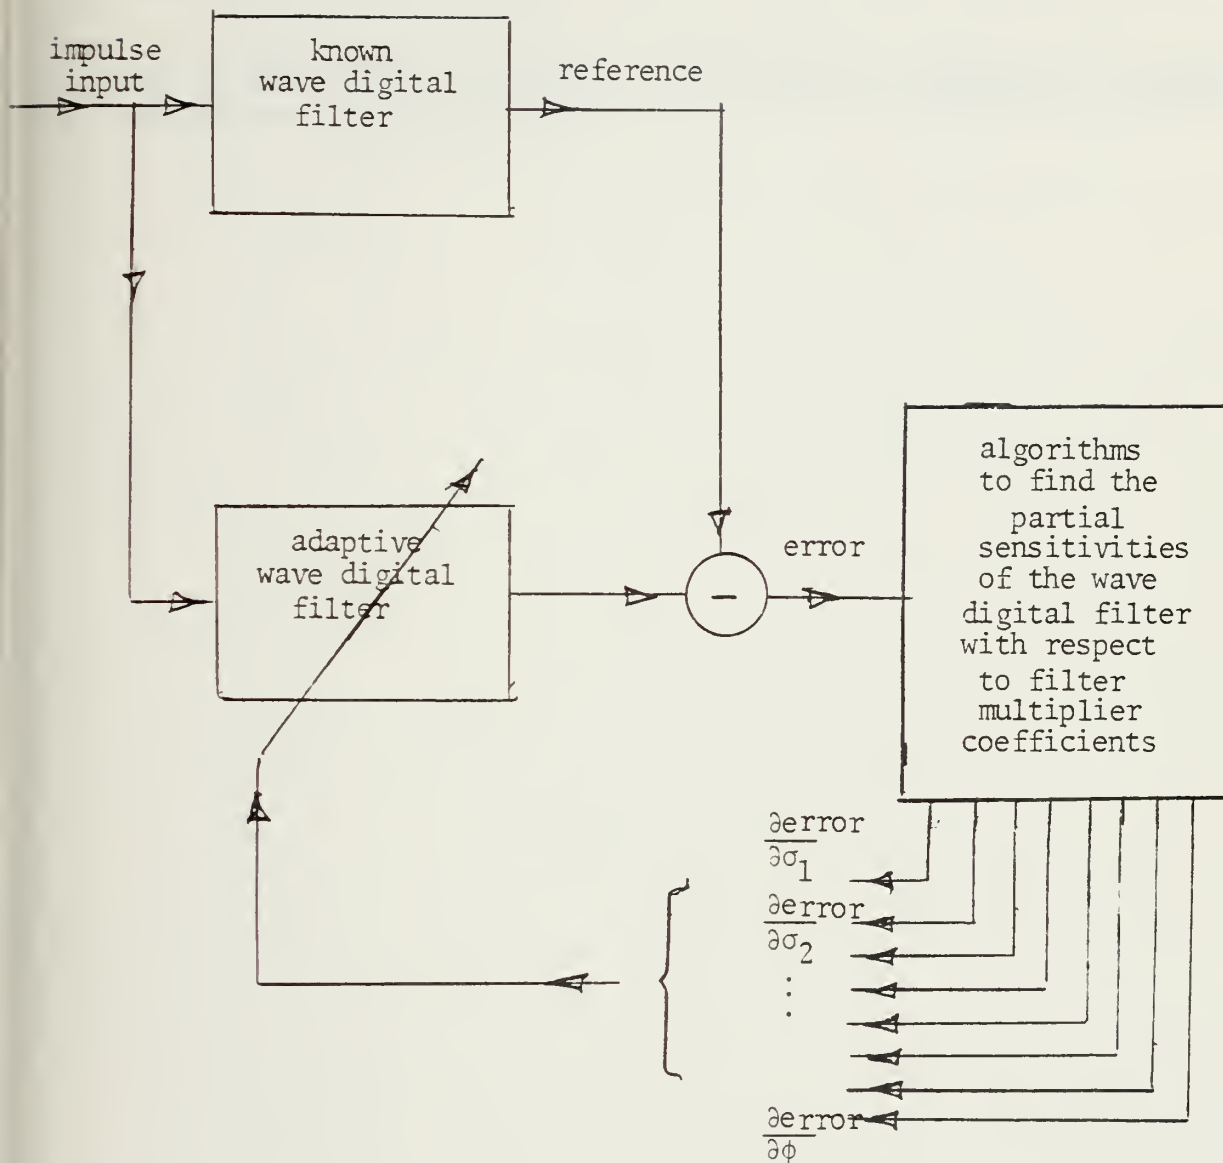 impulse
input
known
wave digital
filter
reference
adaptive
wave digital
filter
-
error
algorithms
to find the
partial
sensitivities
of the wave
digital filter
with respect
to filter
multiplier
coefficients
∂error
∂σ1
∂error
∂σ2
⋮
∂error
∂ϕ